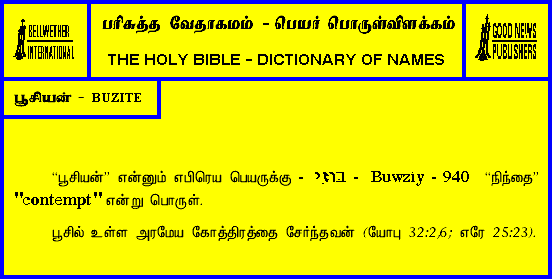 BELLWETHER
INTERNATIONAL
பரிசுத்த வேதாகமம் - பெயர் பொருள்விளக்கம்
THE HOLY BIBLE - DICTIONARY OF NAMES
GOOD NEWS
PUBLISHERS
பூசியன் - BUZITE
“பூசியன்” என்னும் எபிரெய பெயருக்கு - בוזי - Buwziy - 940 “நிந்தை”
"contempt" என்று பொருள்.
பூசில் உள்ள அரமேய கோத்திரத்தை சேர்ந்தவன் (யோபு 32:2,6; எரே 25:23).